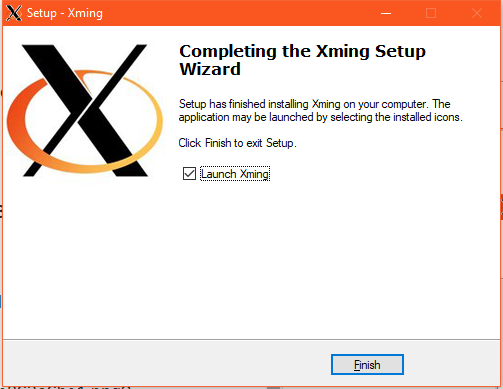 Setup - Xming
Completing the Xming Setup
Wizard
Setup has finished installing Xming on your computer. The
application may be launched by selecting the installed icons.
Click Finish to exit Setup.
Launch Xming
Finish